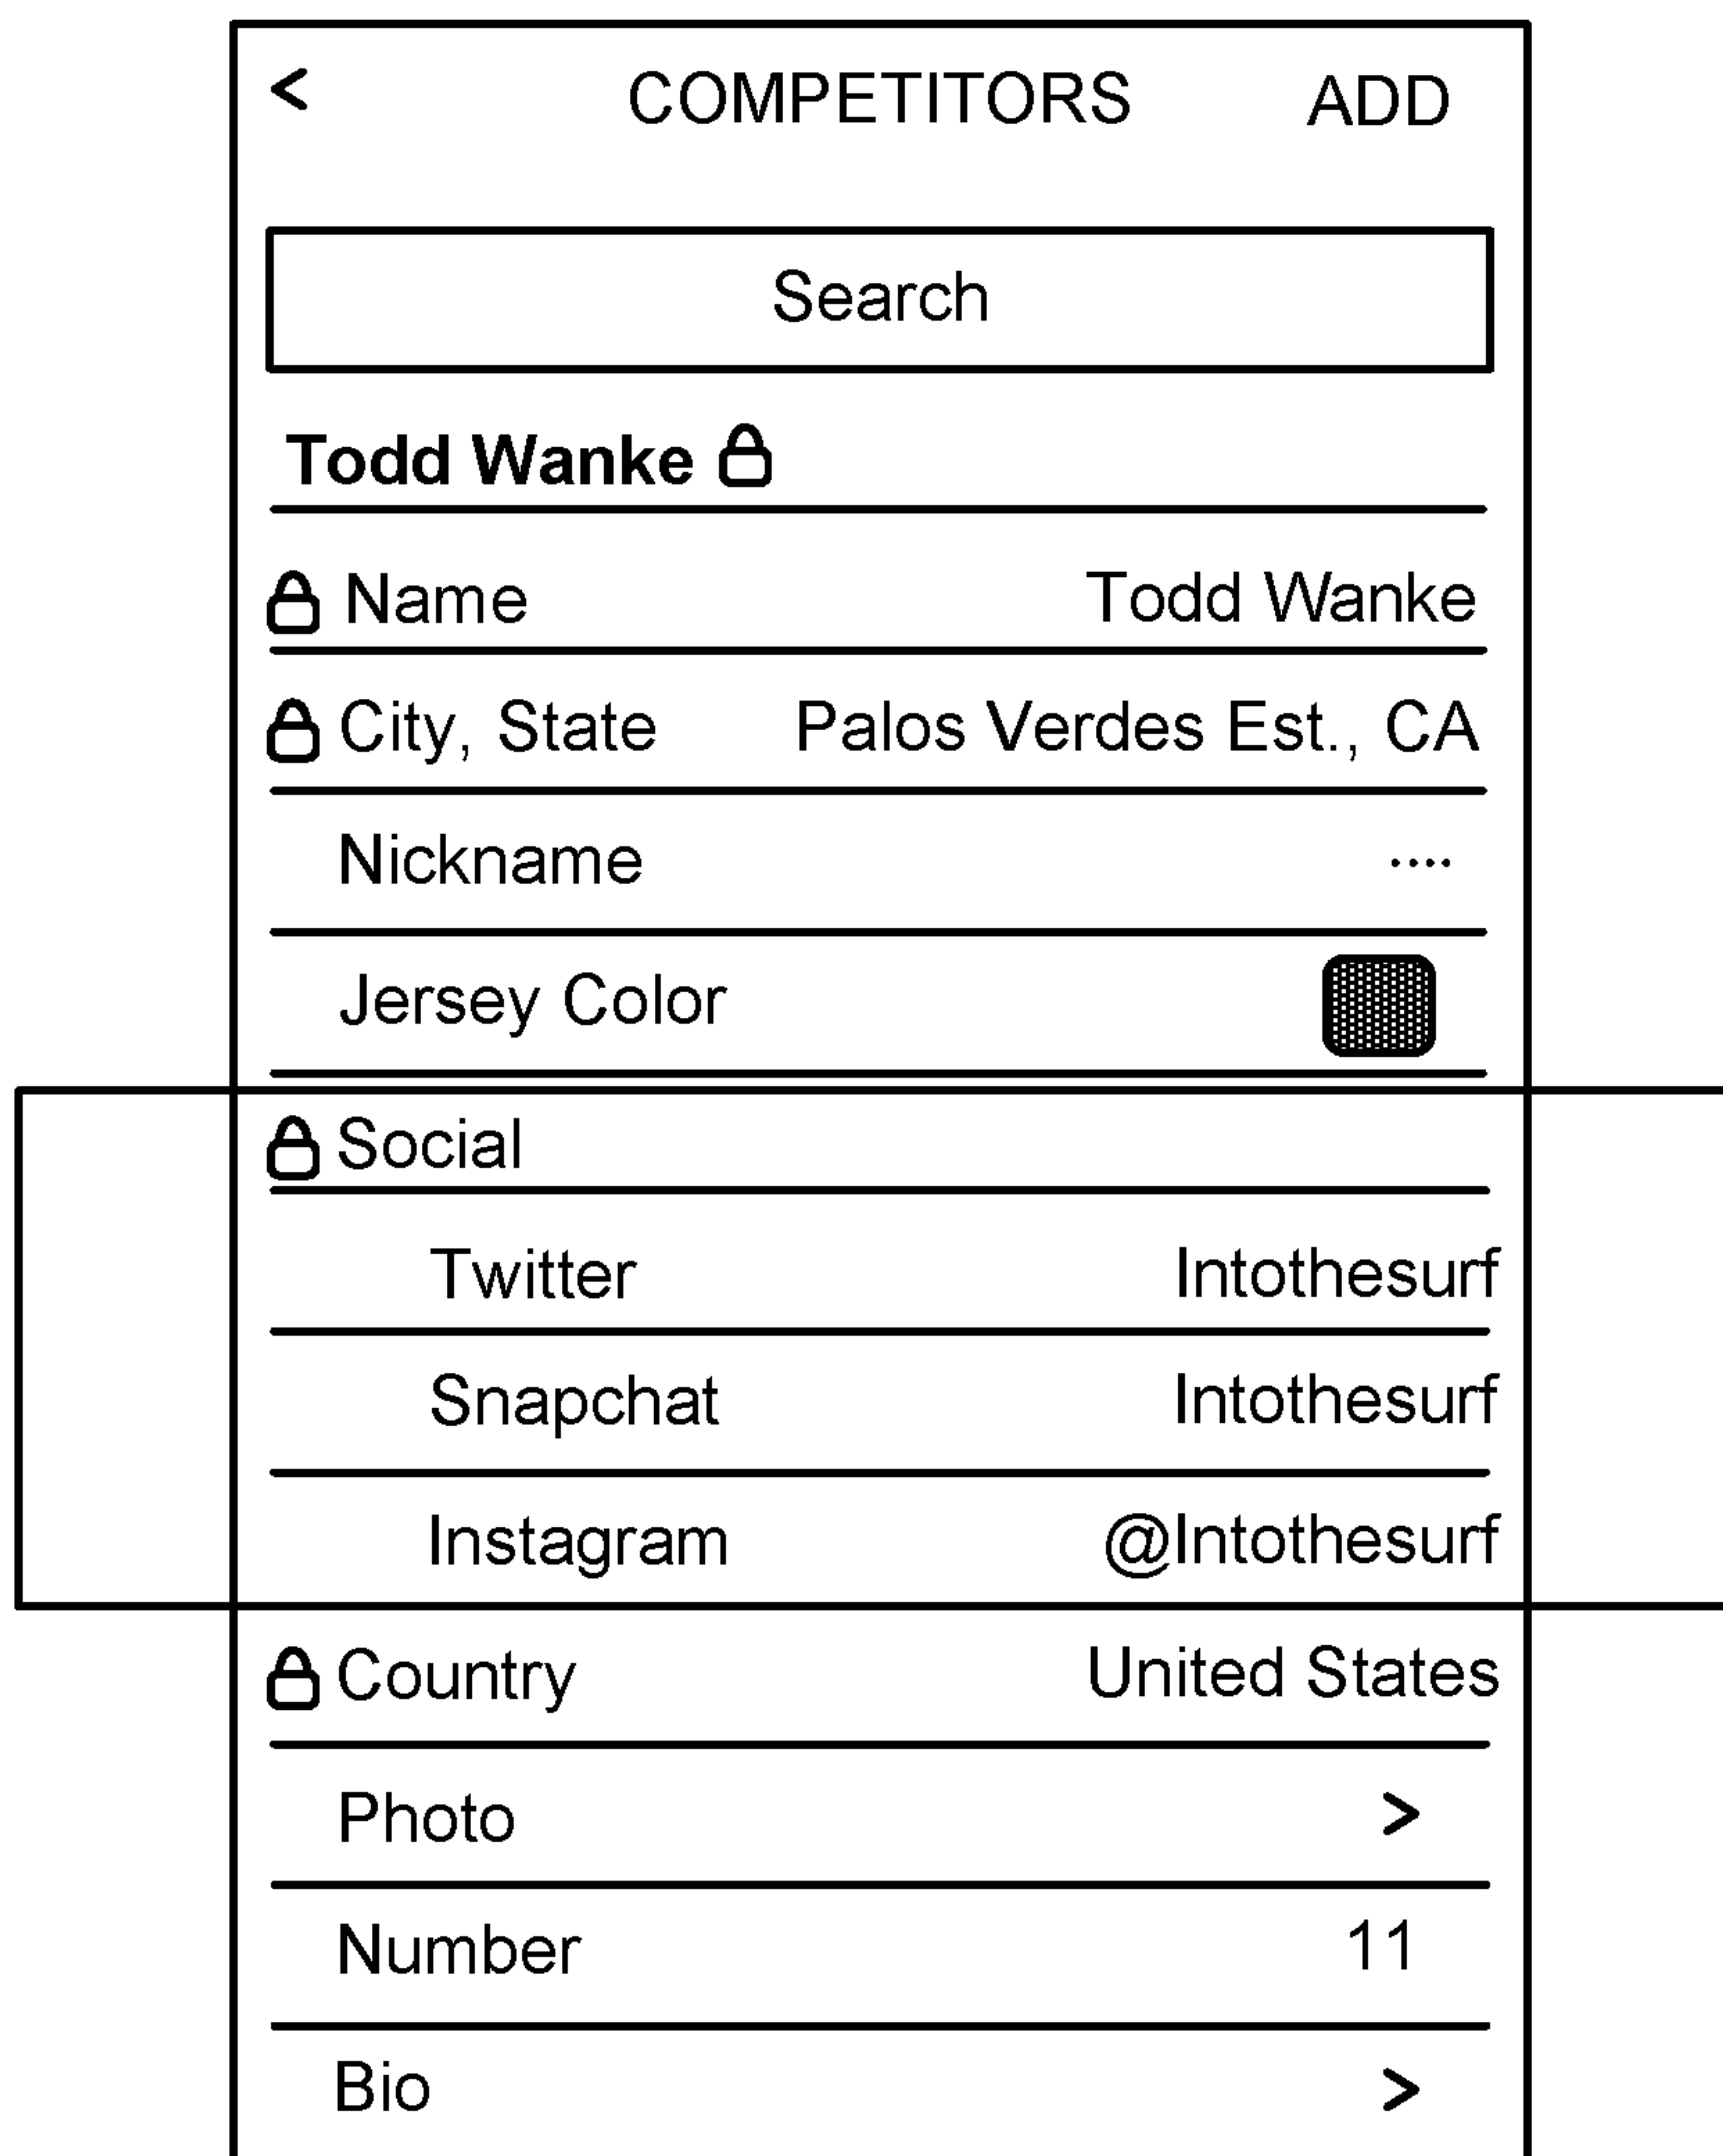 < COMPETITORS ADD
Search
Todd Wanke
Name Todd Wanke
City, State Palos Verdes Est., CA
Nickname ....
Jersey Color
Social
Twitter Intothesurf
Snapchat Intothesurf
Instagram @Intothesurf
Country United States
Photo >
Number 11
Bio >